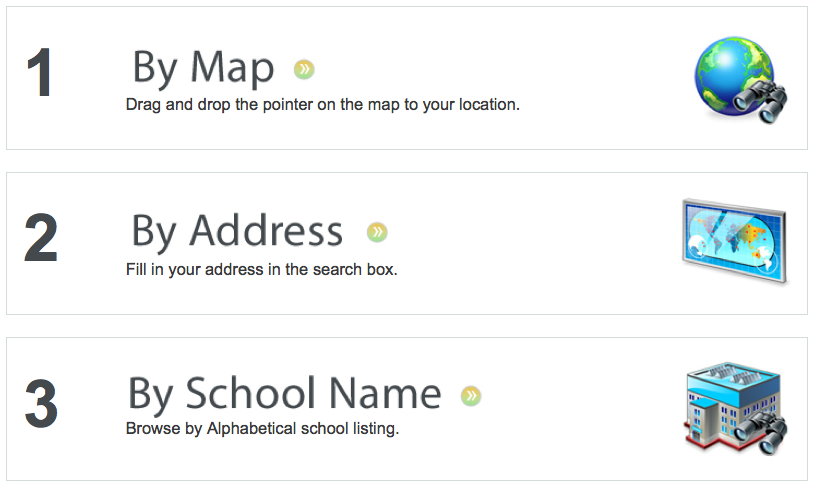 1
By Map
Drag and drop the pointer on the map to your location.
2
By Address
Fill in your address in the search box.
3
By School Name
Browse by Alphabetical school listing.